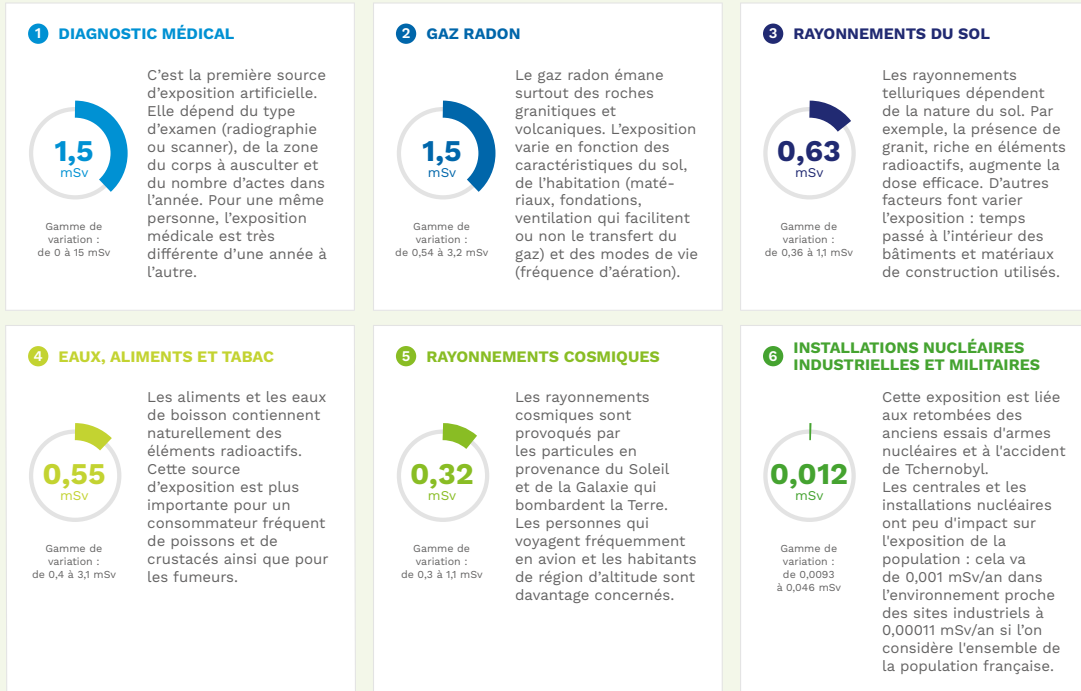 1 DIAGNOSTIC MÉDICAL
1,5
mSv
Gamme de
variation :
de 0 à 15 mSv
C’est la première source
d’exposition artificielle.
Elle dépend du type
d’examen (radiographie
ou scanner), de la zone
du corps à ausculter et
du nombre d’actes dans
l’année. Pour une même
personne, l’exposition
médicale est très
différente d’une année à
l’autre.
2 GAZ RADON
1,5
mSv
Gamme de
variation :
de 0,54 à 3,2 mSv
Le gaz radon émane
surtout des roches
granitiques et
volcaniques. L’exposition
varie en fonction des
caractéristiques du sol,
de l’habitation (maté-
riaux, fondations,
ventilation qui facilitent
ou non le transfert du
gaz) et des modes de vie
(fréquence d’aération).
3 RAYONNEMENTS DU SOL
0,63
mSv
Gamme de
variation :
de 0,36 à 1,1 mSv
Les rayonnements
telluriques dépendent
de la nature du sol. Par
exemple, la présence de
granit, riche en éléments
radioactifs, augmente la
dose efficace. D’autres
facteurs font varier
l’exposition : temps
passé à l’intérieur des
bâtiments et matériaux
de construction utilisés.
4 EAUX, ALIMENTS ET TABAC
0,55
mSv
Gamme de
variation :
de 0,4 à 3,1 mSv
Les aliments et les eaux
de boisson contiennent
naturellement des
éléments radioactifs.
Cette source
d’exposition est plus
importante pour un
consommateur fréquent
de poissons et de
crustacés ainsi que pour
les fumeurs.
5 RAYONNEMENTS COSMIQUES
0,32
mSv
Gamme de
variation :
de 0,3 à 1,1 mSv
Les rayonnements
cosmiques sont
provoqués par
les particules en
provenance du Soleil
et de la Galaxie qui
bombardent la Terre.
Les personnes qui
voyagent fréquemment
en avion et les habitants
de région d’altitude sont
davantage concernés.
6 INSTALLATIONS NUCLÉAIRES
INDUSTRIELLES ET MILITAIRES
0,012
mSv
Gamme de
variation :
de 0,0093
à 0,046 mSv
Cette exposition est liée
aux retombées des
anciens essais d'armes
nucléaires et à l'accident
de Tchernobyl.
Les centrales et les
installations nucléaires
ont peu d'impact sur
l'exposition de la
population : cela va
de 0,001 mSv/an dans
l’environnement proche
des sites industriels à
0,00011 mSv/an si l’on
considère l'ensemble de
la population française.